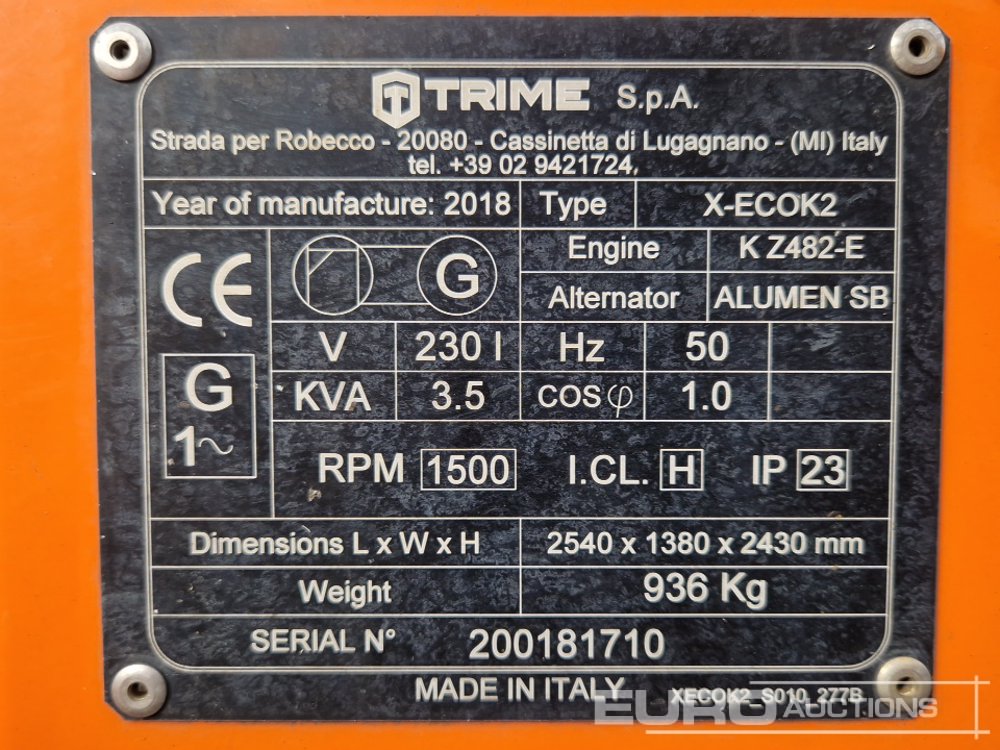 TRIME S.p.A.
Strada per Robecco - 20080 - Cassinetta di Lugagnano - (MI) Italy
tel. +39 02 9421724
Year of manufacture: 2018 Type X-ECOK2
Engine K Z482-E
CE G Alternator ALUMEN SB
V 230 I Hz 50
G KVA 3.5 cosφ 1.0
1~ RPM 1500 I.CL. H IP 23
Dimensions L x W x H 2540 x 1380 x 2430 mm
Weight 936 Kg
SERIAL N° 200181710
MADE IN ITALY XECOK2_S010_277B
EURO AUCTIONS